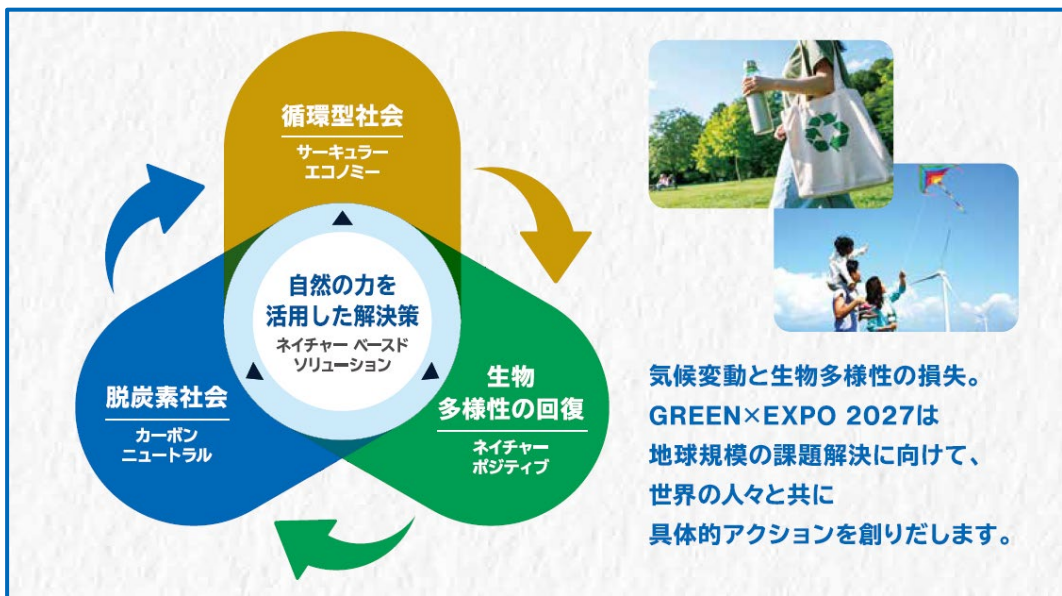 循環型社会
サーキュラー
エコノミー
自然の力を
活用した解決策
ネイチャー ベースド
ソリューション
脱炭素社会
カーボン
ニュートラル
生物
多様性の回復
ネイチャー
ポジティブ
気候変動と生物多様性の損失。
GREEN×EXPO 2027は
地球規模の課題解決に向けて、
世界の人々と共に
具体的アクションを創りだします。